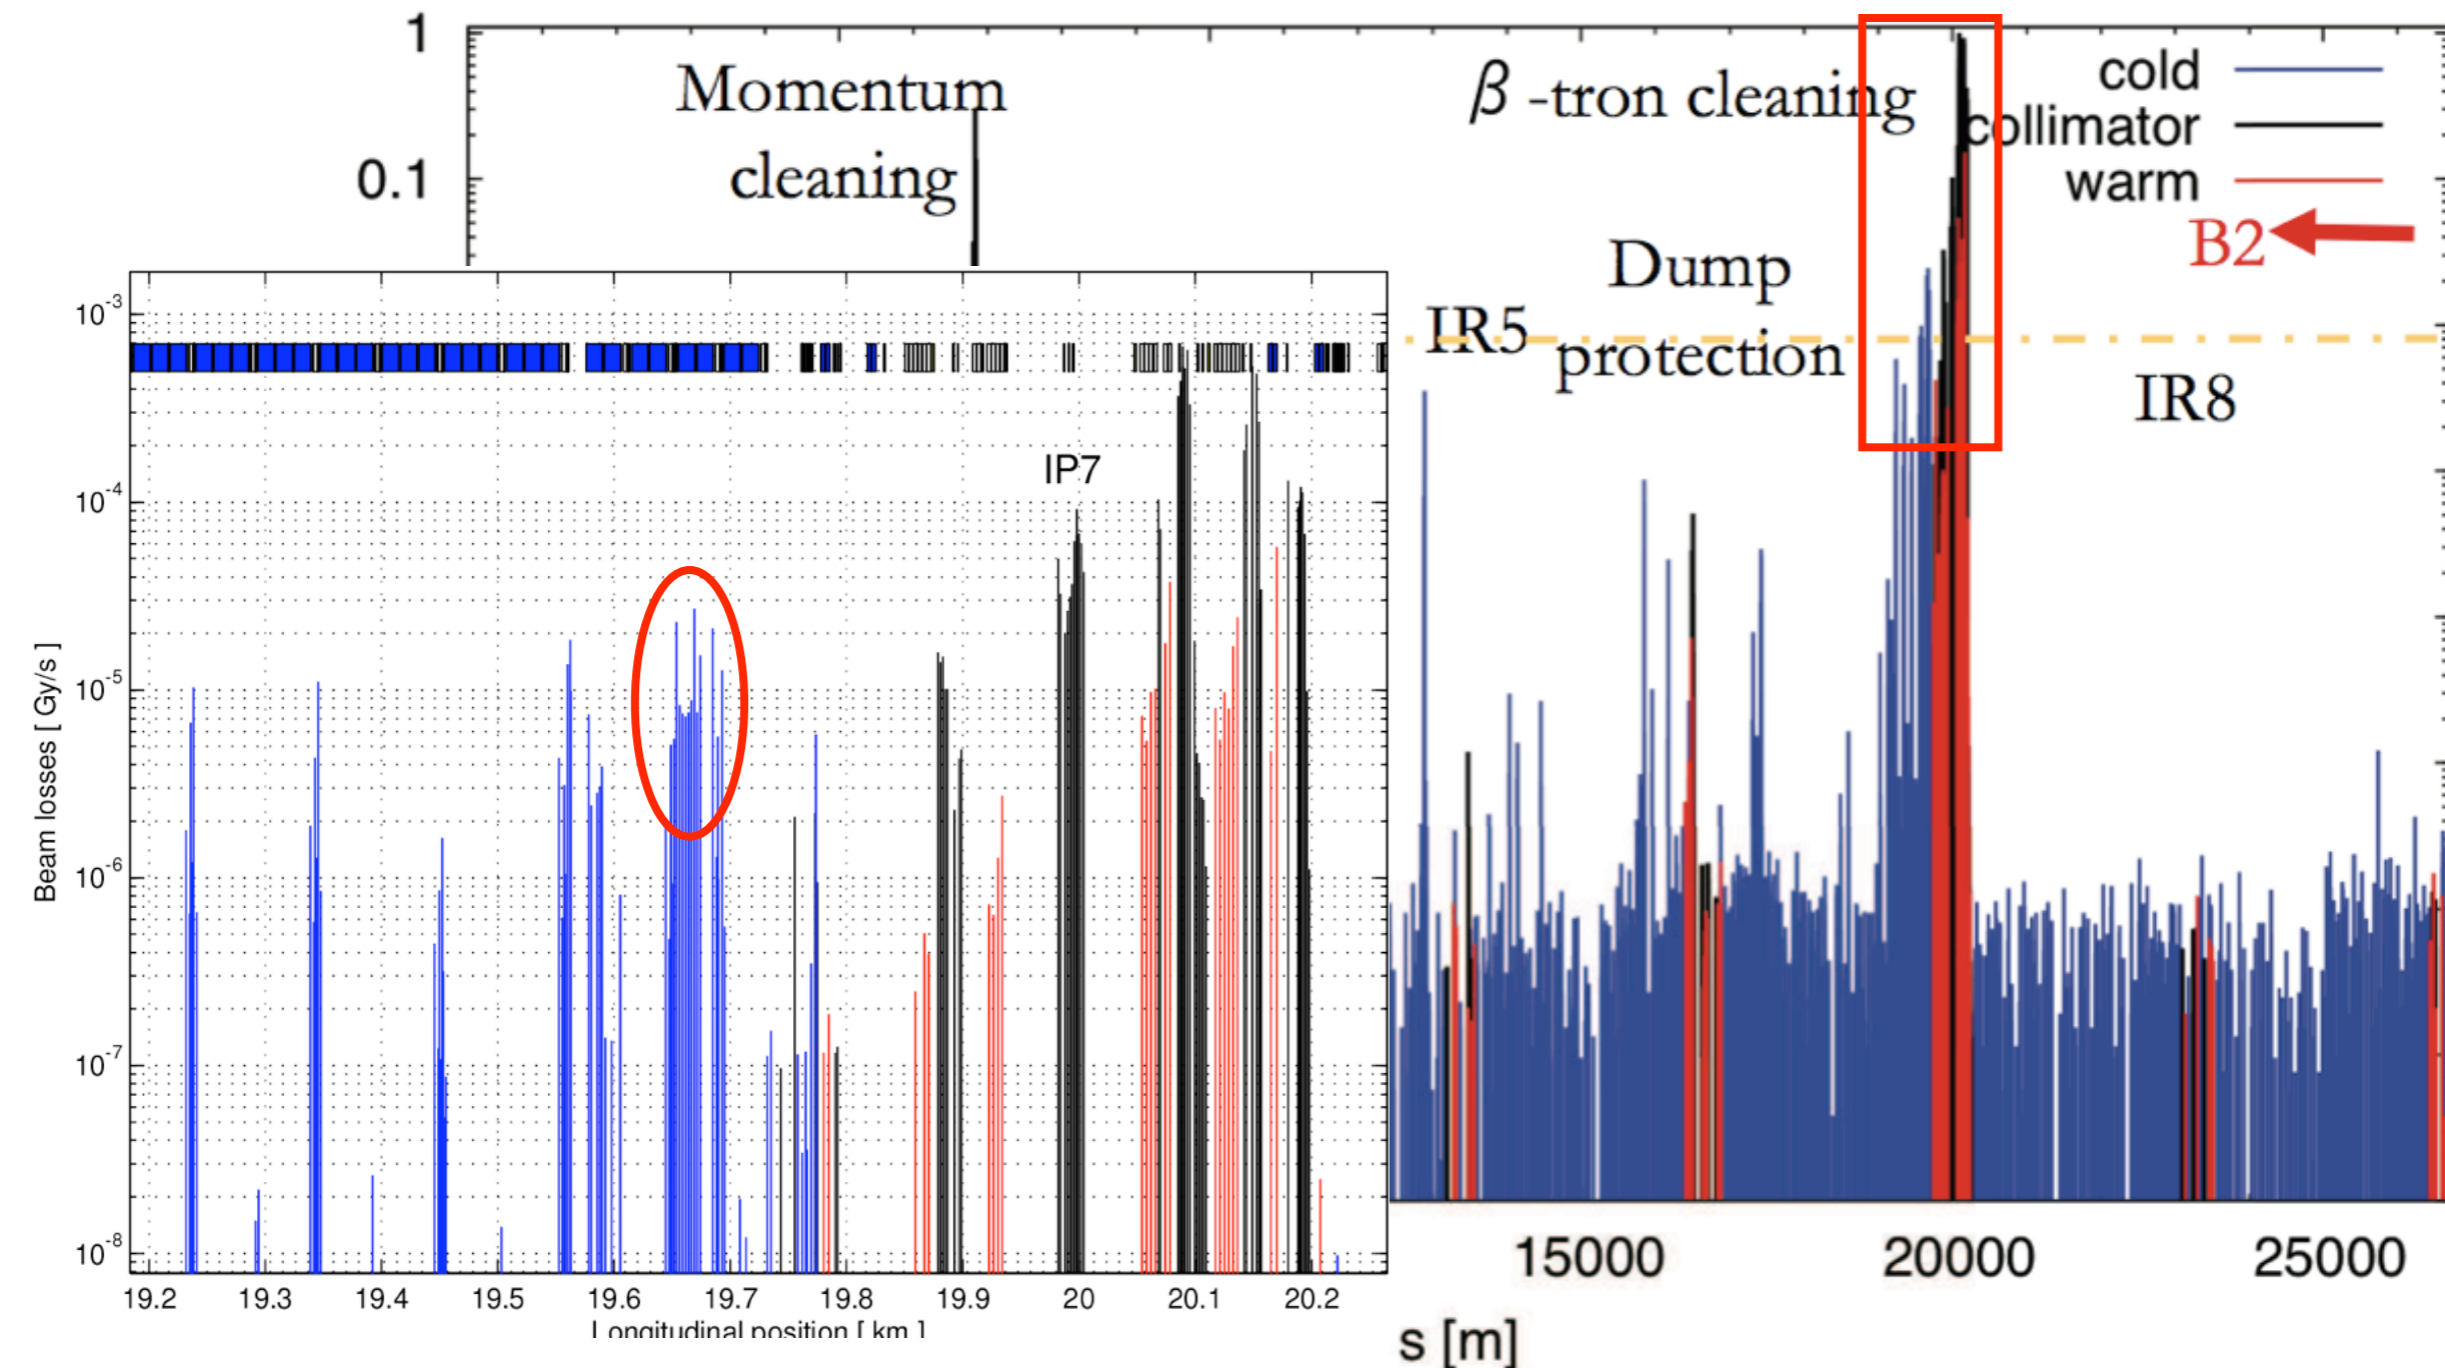 1
0.1
Momentum
cleaning
β -tron cleaning
cold
collimator
warm
B2
Dump
protection
IR5
IR8
10-3
10-4
10-5
10-6
10-7
10-8
Beam losses [ Gy/s ]
IP7
19.2 19.3 19.4 19.5 19.6 19.7 19.8 19.9 20 20.1 20.2
Longitudinal position [ km ]
15000 20000 25000
s [m]